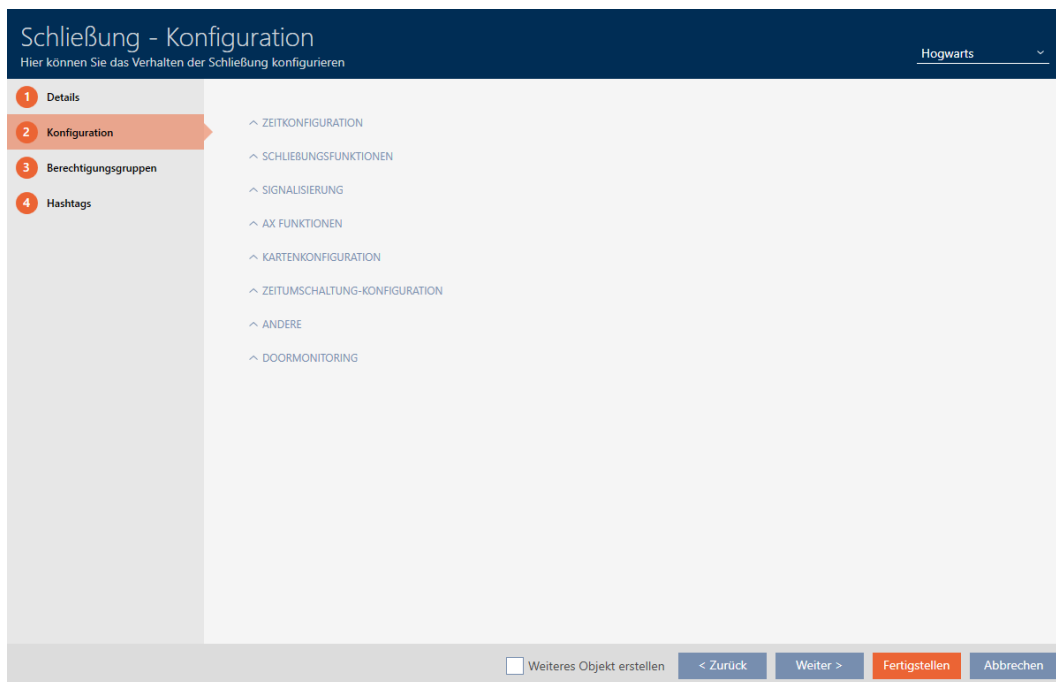 Schließung - Konfiguration
Hier können Sie das Verhalten der Schließung konfigurieren
Hogwarts
1 Details
2 Konfiguration
3 Berechtigungsgruppen
4 Hashtags
ZEITKONFIGURATION
SCHLIEßUNGSFUNKTIONEN
SIGNALISIERUNG
AX FUNKTIONEN
KARTENKONFIGURATION
ZEITUMSCHALTUNG-KONFIGURATION
ANDERE
DOORMONITORING
Weiteres Objekt erstellen
< Zurück
Weiter >
Fertigstellen
Abbrechen